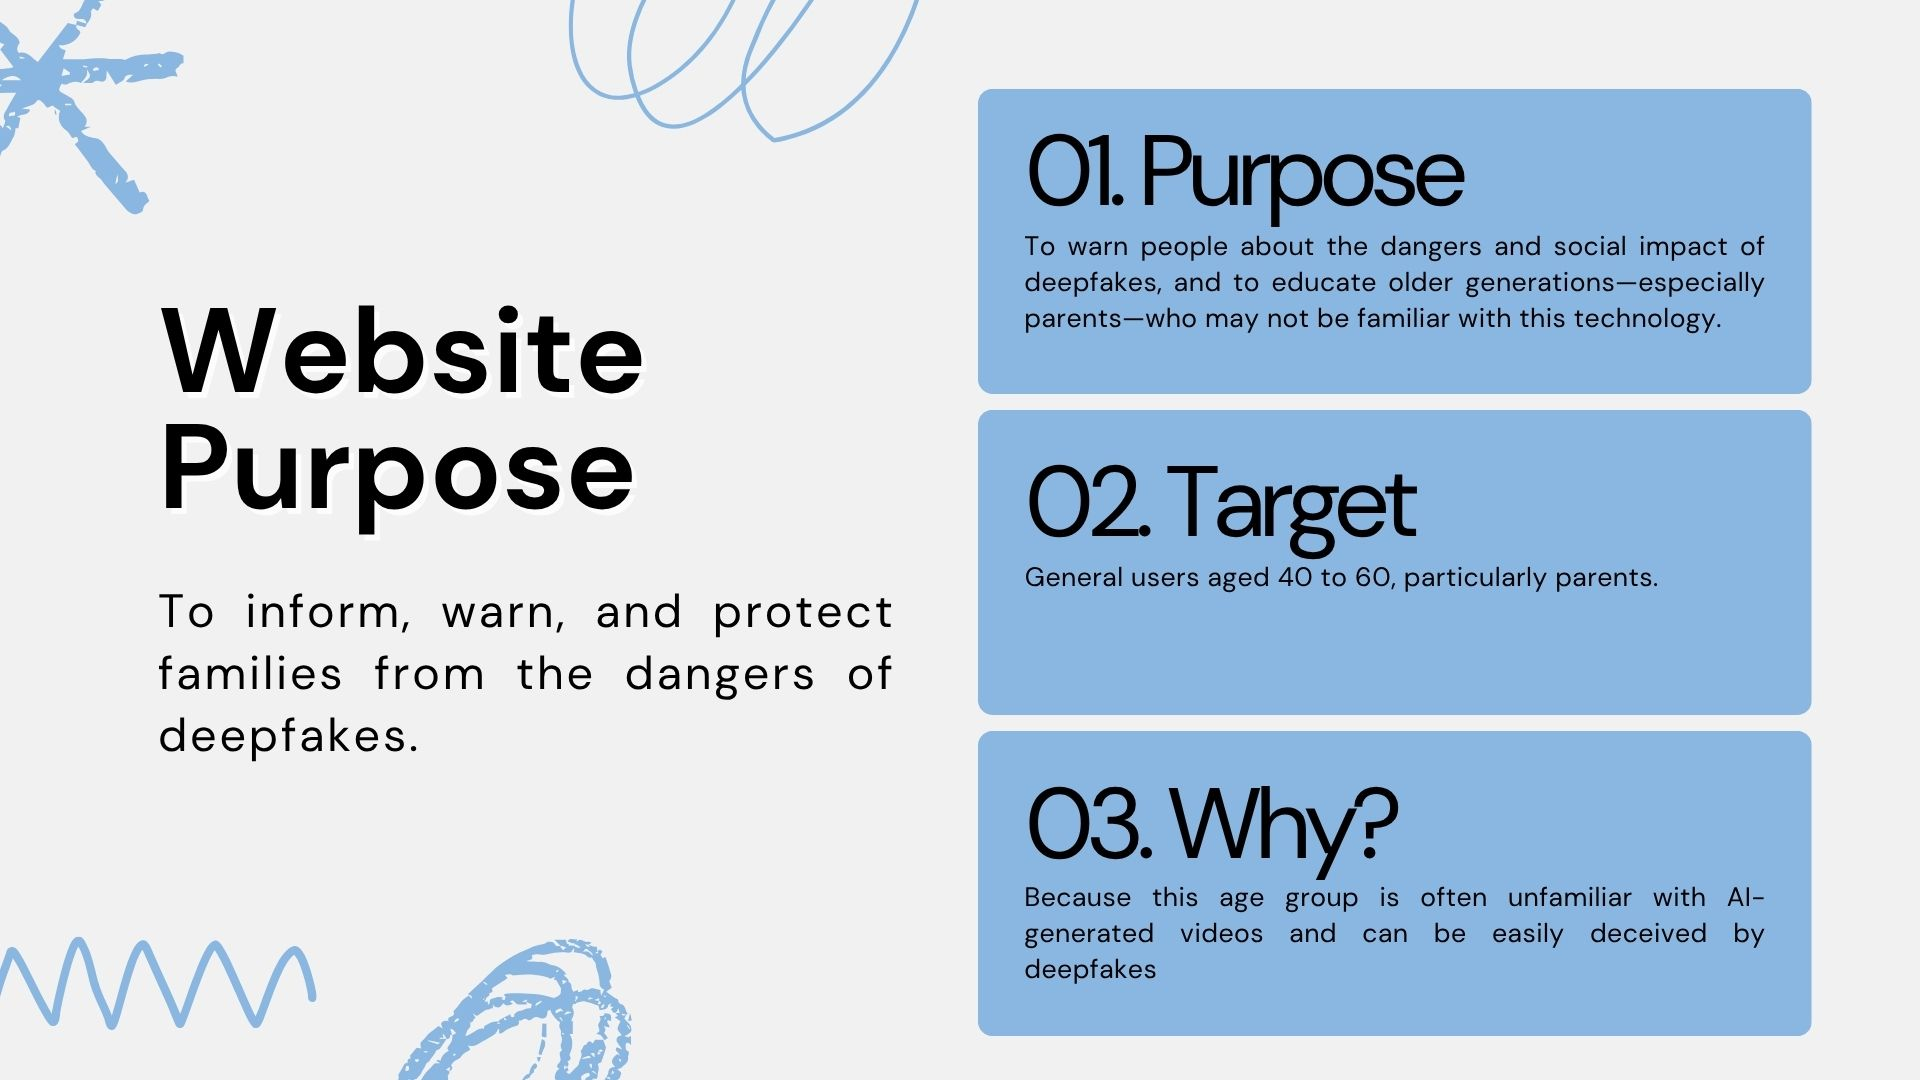 Website
Purpose
To inform, warn, and protect
families from the dangers of
deepfakes.
01. Purpose
To warn people about the dangers and social impact of
deepfakes, and to educate older generations—especially
parents—who may not be familiar with this technology.
02. Target
General users aged 40 to 60, particularly parents.
03. Why?
Because this age group is often unfamiliar with AI-
generated videos and can be easily deceived by
deepfakes